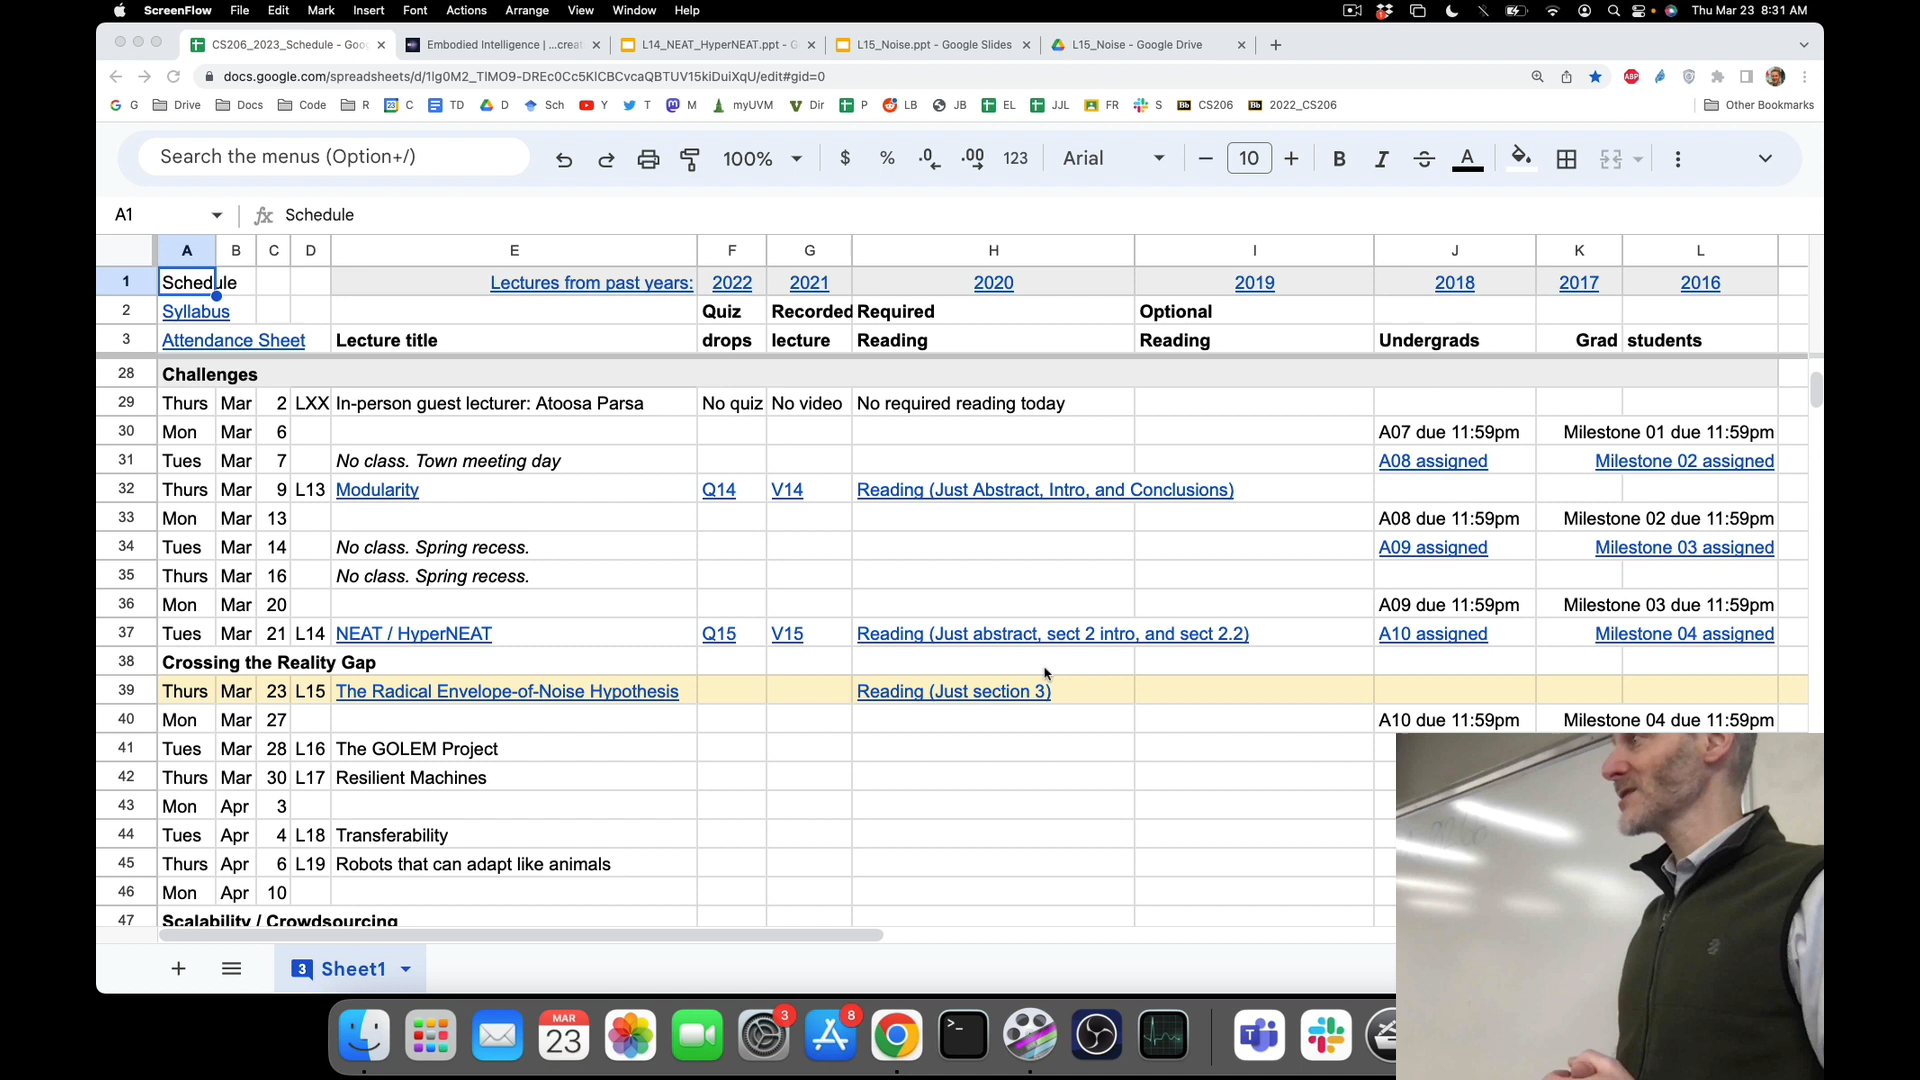 ScreenFlow File Edit Mark Insert Font Actions Arrange View Window Help Thu Mar 23 8:31 AM
CS206_2023_Schedule - Goo Embodied Intelligence | ...creat L14_NEAT_HyperNEAT.ppt - G L15_Noise.ppt - Google Slides L15_Noise - Google Drive
docs.google.com/spreadsheets/d/1lg0M2_TlMO9-DREc0Cc5KlCBCvcaQBTUV15kiDuiXqU/edit#gid=0
G Drive Docs Code R C TD D Sch Y T M myUVM Dir P LB JB EL JJL FR S CS206 2022_CS206 Other Bookmarks
Search the menus (Option+/) 100% $ % .0 .00 123 Arial 10 B I S A
A1 fx Schedule
A B C D E F G H I J K L
1 Schedule Lectures from past years: 2022 2021 2020 2019 2018 2017 2016
2 Syllabus Quiz Recorded Required Optional
3 Attendance Sheet Lecture title drops lecture Reading Reading Undergrads Grad students
28 Challenges
29 Thurs Mar 2 LXX In-person guest lecturer: Atoosa Parsa No quiz No video No required reading today
30 Mon Mar 6 A07 due 11:59pm Milestone 01 due 11:59pm
31 Tues Mar 7 No class. Town meeting day A08 assigned Milestone 02 assigned
32 Thurs Mar 9 L13 Modularity Q14 V14 Reading (Just Abstract, Intro, and Conclusions)
33 Mon Mar 13 A08 due 11:59pm Milestone 02 due 11:59pm
34 Tues Mar 14 No class. Spring recess. A09 assigned Milestone 03 assigned
35 Thurs Mar 16 No class. Spring recess.
36 Mon Mar 20 A09 due 11:59pm Milestone 03 due 11:59pm
37 Tues Mar 21 L14 NEAT / HyperNEAT Q15 V15 Reading (Just abstract, sect 2 intro, and sect 2.2) A10 assigned Milestone 04 assigned
38 Crossing the Reality Gap
39 Thurs Mar 23 L15 The Radical Envelope-of-Noise Hypothesis Reading (Just section 3)
40 Mon Mar 27 A10 due 11:59pm Milestone 04 due 11:59pm
41 Tues Mar 28 L16 The GOLEM Project
42 Thurs Mar 30 L17 Resilient Machines
43 Mon Apr 3
44 Tues Apr 4 L18 Transferability
45 Thurs Apr 6 L19 Robots that can adapt like animals
46 Mon Apr 10
47 Scalability / Crowdsourcing
3 Sheet1
MAR 23 3 8